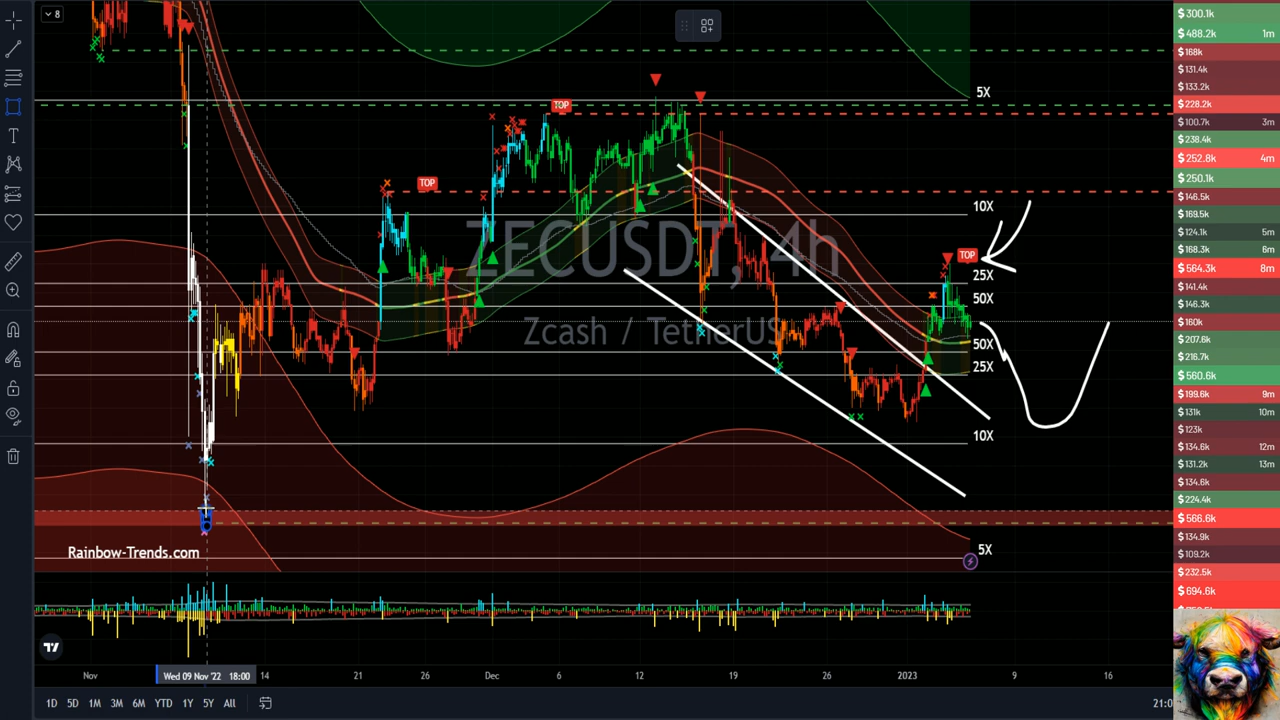 8
5X
TOP
TOP
10X
ZECUSDT, 4h
TOP
25X
50X
Zcash / TetherUS
50X
25X
10X
Rainbow-Trends.com
5X
Nov
Wed 09 Nov '22 18:00
14
21
26
Dec
6
12
19
26
2023
9
16
1D 5D 1M 3M 6M YTD 1Y 5Y All
21:0
$300.1k
$488.2k 1m
$168k
$131.4k
$133.2k
$228.2k
$100.7k 3m
$238.4k
$252.8k 4m
$250.1k
$146.5k
$169.5k
$124.1k 5m
$168.3k 6m
$564.3k 8m
$141.4k
$146.3k
$160k
$207.6k
$216.7k
$560.6k
$199.6k 9m
$131k 10m
$123k
$134.6k 12m
$131.2k 13m
$134.6k
$224.4k
$566.6k
$134.9k
$109.2k
$232.5k
$694.6k